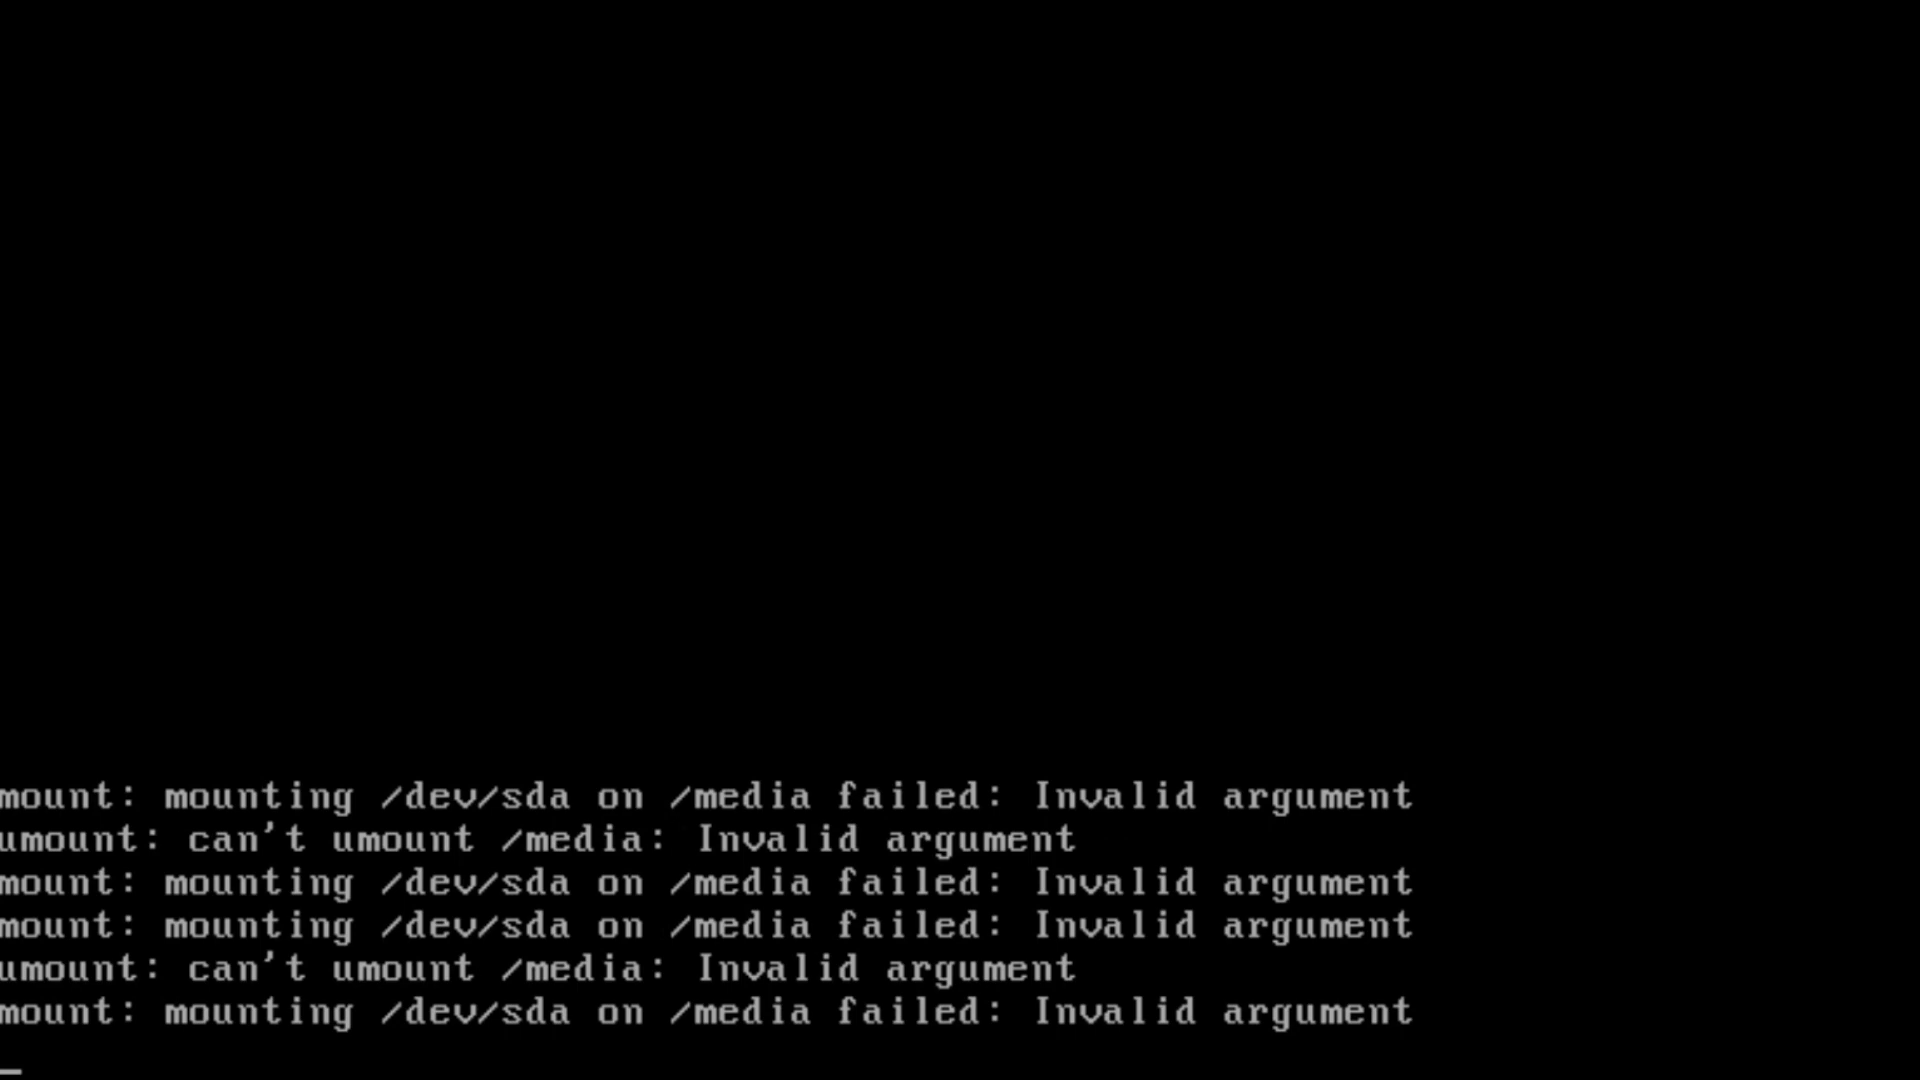 mount: mounting /dev/sda on /media failed: Invalid argument
umount: can't umount /media: Invalid argument
mount: mounting /dev/sda on /media failed: Invalid argument
mount: mounting /dev/sda on /media failed: Invalid argument
umount: can't umount /media: Invalid argument
mount: mounting /dev/sda on /media failed: Invalid argument
_